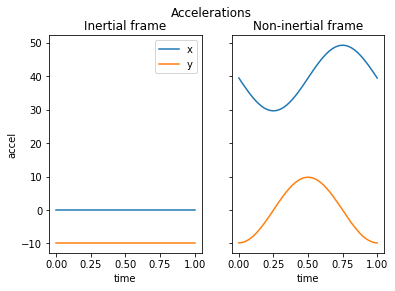 Accelerations
Inertial frame
Non-inertial frame
x
y
50
40
30
20
10
0
−10
accel
0.00 0.25 0.50 0.75 1.00
0.00 0.25 0.50 0.75 1.00
time
time